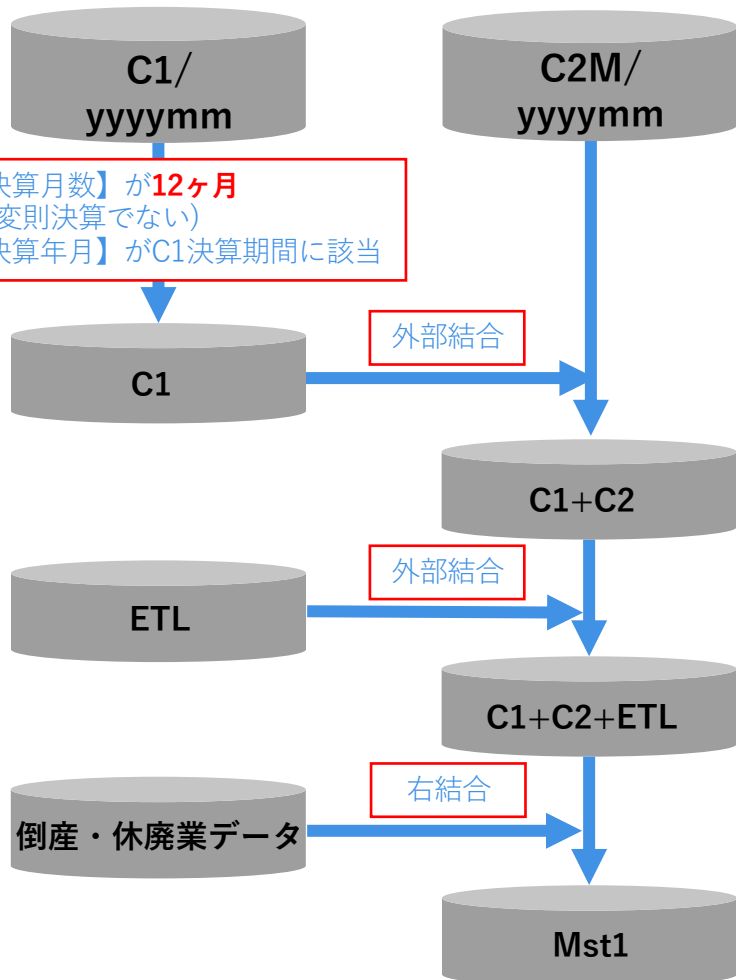 C1/
yyyymm
C2M/
yyyymm
決算月数】が12ヶ月
変則決算でない)
決算年月】がC1決算期間に該当
外部結合
C1
C1+C2
外部結合
ETL
C1+C2+ETL
右結合
倒産・休廃業データ
Mst1